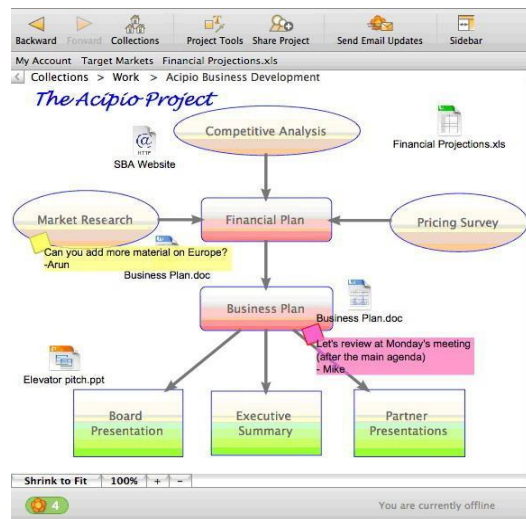 Backward Forward Collections Project Tools Share Project Send Email Updates Sidebar
My Account Target Markets Financial Projections.xls
Collections > Work > Acipio Business Development
The Acipio Project
Competitive Analysis
HTTP
SBA Website
Financial Projections.xls
Market Research
Financial Plan
Pricing Survey
Can you add more material on Europe?
-Arun
Business Plan.doc
Business Plan
Business Plan.doc
Let's review at Monday's meeting
(after the main agenda)
- Mike
Elevator pitch.ppt
Board
Presentation
Executive
Summary
Partner
Presentations
Shrink to Fit 100% + -
4
You are currently offline